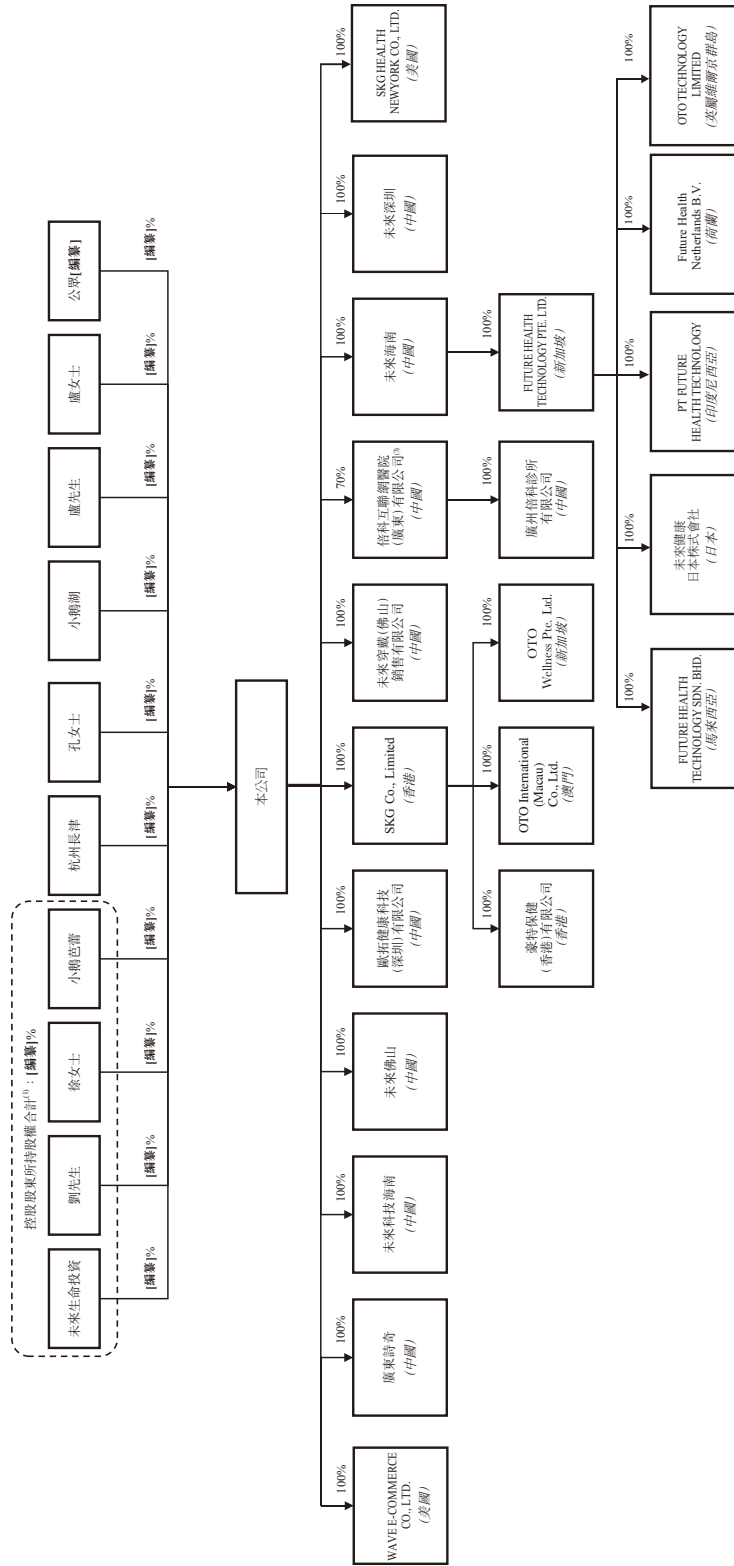 控股股東所持股權合計⁽¹⁾：[編纂]%
未來生命投資
劉先生
徐女士
小鵝芭蕾
杭州長津
孔女士
小鵝湖
盧先生
盧女士
公眾[編纂]
[編纂]%
[編纂]%
[編纂]%
[編纂]%
[編纂]%
[編纂]%
[編纂]%
[編纂]%
[編纂]%
[編纂]%
本公司
100%
100%
100%
100%
100%
100%
100%
70%
100%
100%
100%
WAVE E-COMMERCE
CO., LTD.
(美國)
廣東詩奇
(中國)
未來科技海南
(中國)
未來佛山
(中國)
歐拓健康科技
(深圳)有限公司
(中國)
SKG Co., Limited
(香港)
未來穿戴(佛山)
銷售有限公司
(中國)
倍科互聯網醫院
(廣東)有限公司⁽³⁾
(中國)
未來海南
(中國)
未來深圳
(中國)
SKG HEALTH
NEWYORK CO., LTD.
(美國)
100%
100%
100%
100%
100%
豪特保健
(香港)有限公司
(香港)
OTO International
(Macau)
Co., Ltd.
(澳門)
OTO
Wellness Pte. Ltd.
(新加坡)
廣州倍科診所
有限公司
(中國)
FUTURE HEALTH
TECHNOLOGY PTE. LTD.
(新加坡)
100%
100%
100%
100%
100%
FUTURE HEALTH
TECHNOLOGY SDN. BHD.
(馬來西亞)
未來健康
日本株式會社
(日本)
PT FUTURE
HEALTH TECHNOLOGY
(印度尼西亞)
Future Health
Netherlands B.V.
(荷蘭)
OTO TECHNOLOGY
LIMITED
(英屬維爾京群島)